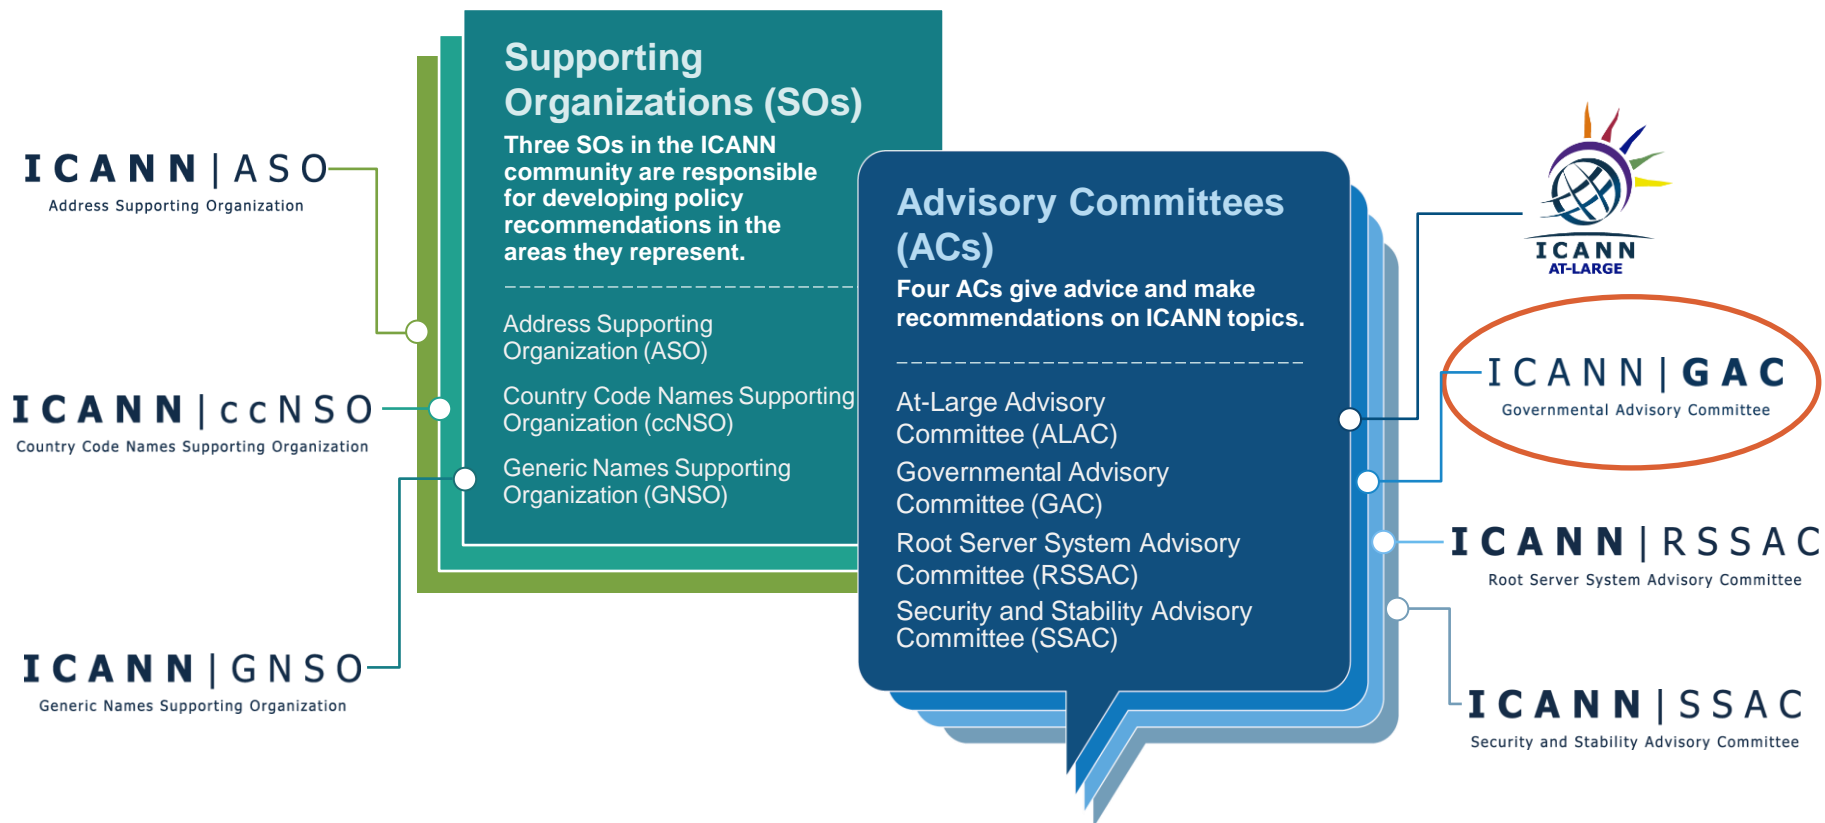 Supporting
Organizations (SOs)
Three SOs in the ICANN
community are responsible
for developing policy
recommendations in the
areas they represent.
Address Supporting
Organization (ASO)
Country Code Names Supporting
Organization (ccNSO)
Generic Names Supporting
Organization (GNSO)
ICANN|ASO
Address Supporting Organization
ICANN|ccNSO
Country Code Names Supporting Organization
ICANN|GNSO
Generic Names Supporting Organization
Advisory Committees
(ACs)
Four ACs give advice and make
recommendations on ICANN topics.
At-Large Advisory
Committee (ALAC)
Governmental Advisory
Committee (GAC)
Root Server System Advisory
Committee (RSSAC)
Security and Stability Advisory
Committee (SSAC)
ICANN
AT-LARGE
ICANN|GAC
Governmental Advisory Committee
ICANN|RSSAC
Root Server System Advisory Committee
ICANN|SSAC
Security and Stability Advisory Committee